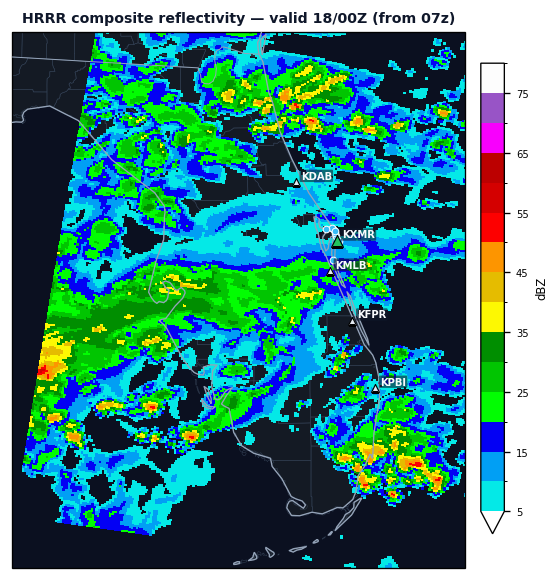 HRRR composite reflectivity — valid 18/00Z (from 07z)
75
65
KDAB
55
KXMR
KMLB
45
dBZ
KFPR
35
KPBI
25
15
5